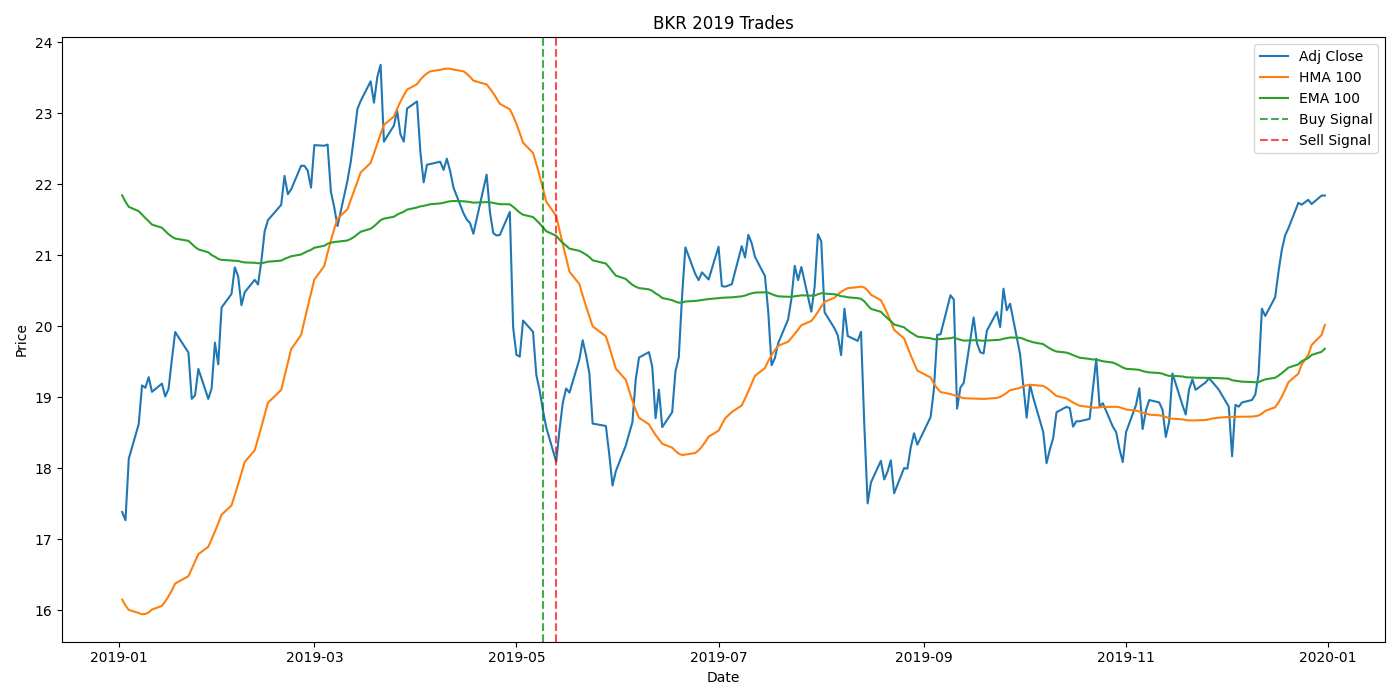 BKR 2019 Trades
24
23
22
21
20
19
18
17
16
Price
Adj Close
HMA 100
EMA 100
Buy Signal
Sell Signal
2019-01
2019-03
2019-05
2019-07
2019-09
2019-11
2020-01
Date